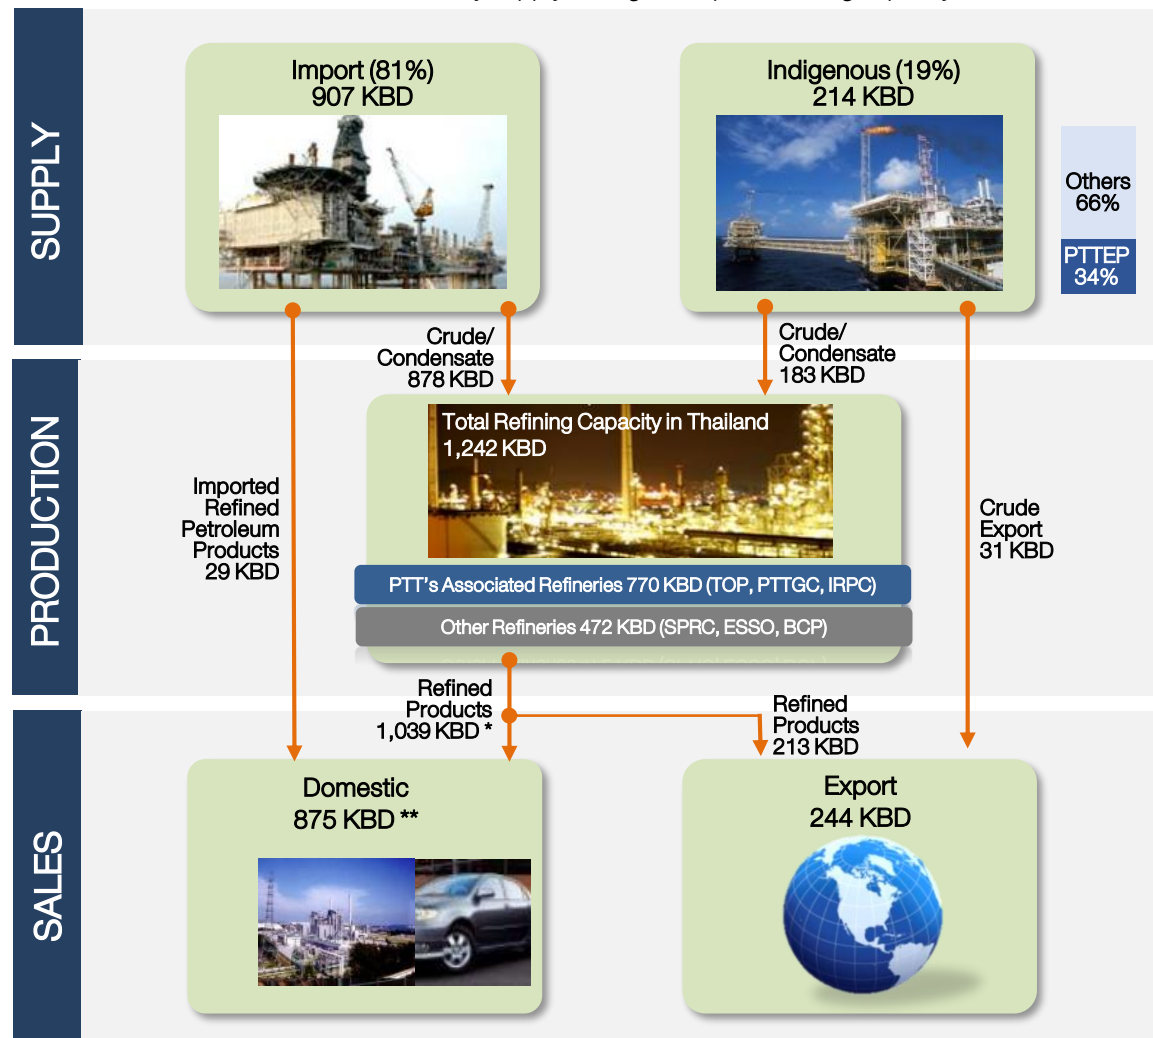 SUPPLY
Import (81%)
907 KBD
Indigenous (19%)
214 KBD
Others
66%
PTTEP
34%
Crude/
Condensate
878 KBD
Crude/
Condensate
183 KBD
PRODUCTION
Total Refining Capacity in Thailand
1,242 KBD
Imported
Refined
Petroleum
Products
29 KBD
Crude
Export
31 KBD
PTT's Associated Refineries 770 KBD (TOP, PTTGC, IRPC)
Other Refineries 472 KBD (SPRC, ESSO, BCP)
Refined
Products
1,039 KBD *
Refined
Products
213 KBD
SALES
Domestic
875 KBD **
Export
244 KBD